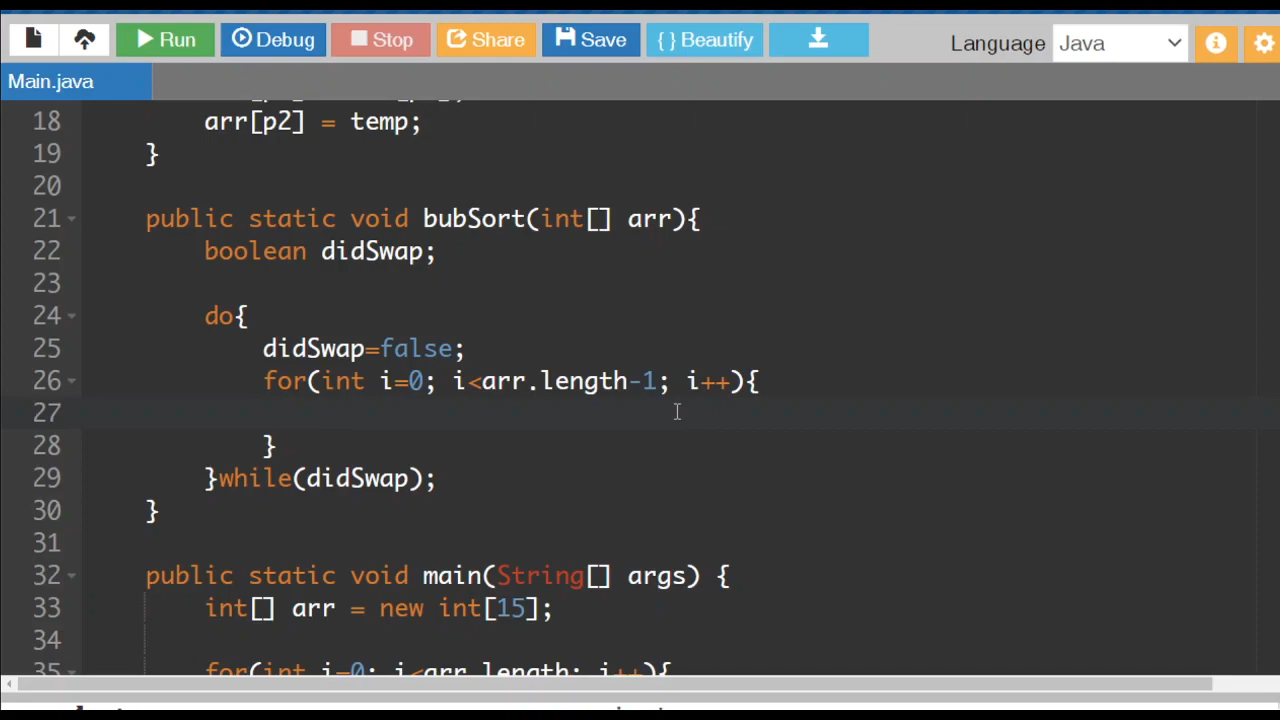 Run Debug Stop Share Save { } Beautify Language Java
Main.java
18 arr[p2] = temp;
19 }
20
21 public static void bubSort(int[] arr){
22 boolean didSwap;
23
24 do{
25 didSwap=false;
26 for(int i=0; i<arr.length-1; i++){
27
28 }
29 }while(didSwap);
30 }
31
32 public static void main(String[] args) {
33 int[] arr = new int[15];
34
35 for(int i=0; i<arr.length; i++){